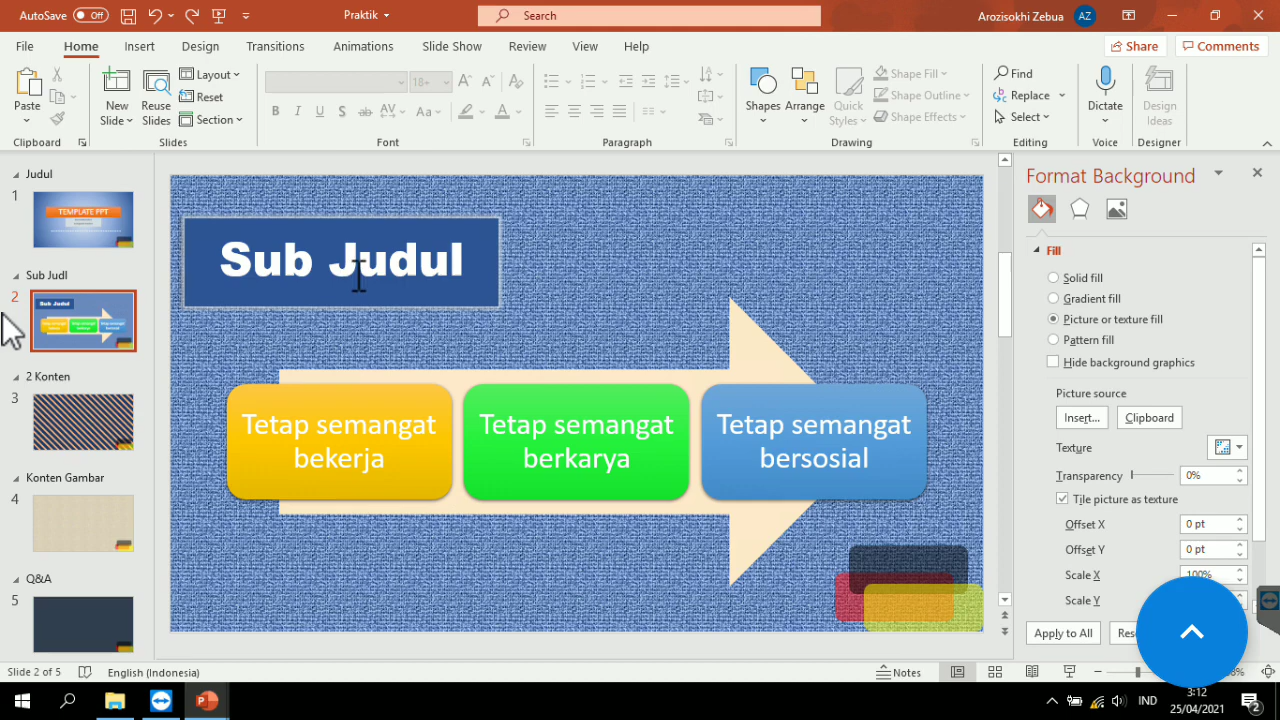 AutoSave Off
Praktik
Search
Arozisokhi Zebua AZ
File Home Insert Design Transitions Animations Slide Show Review View Help
Share Comments
Paste
New Slide
Reuse Slides
Layout
Reset
Section
18+
Shapes
Arrange
Quick Styles
Shape Fill
Shape Outline
Shape Effects
Find
Replace
Select
Dictate
Design Ideas
Clipboard Slides Font Paragraph Drawing Editing Voice Designer
Judul
1
TEMPLATE PPT
Sub Judl
2
Sub Judul
2 Konten
3
Konten Gambar
4
Q&A
5
Sub Judul
Tetap semangat
bekerja
Tetap semangat
berkarya
Tetap semangat
bersosial
Format Background
Fill
Solid fill
Gradient fill
Picture or texture fill
Pattern fill
Hide background graphics
Picture source
Insert... Clipboard
Texture
Transparency 0%
Tile picture as texture
Offset X 0 pt
Offset Y 0 pt
Scale X 100%
Scale Y
Apply to All
Slide 2 of 5 English (Indonesia)
Notes
IND
3:12
25/04/2021
2